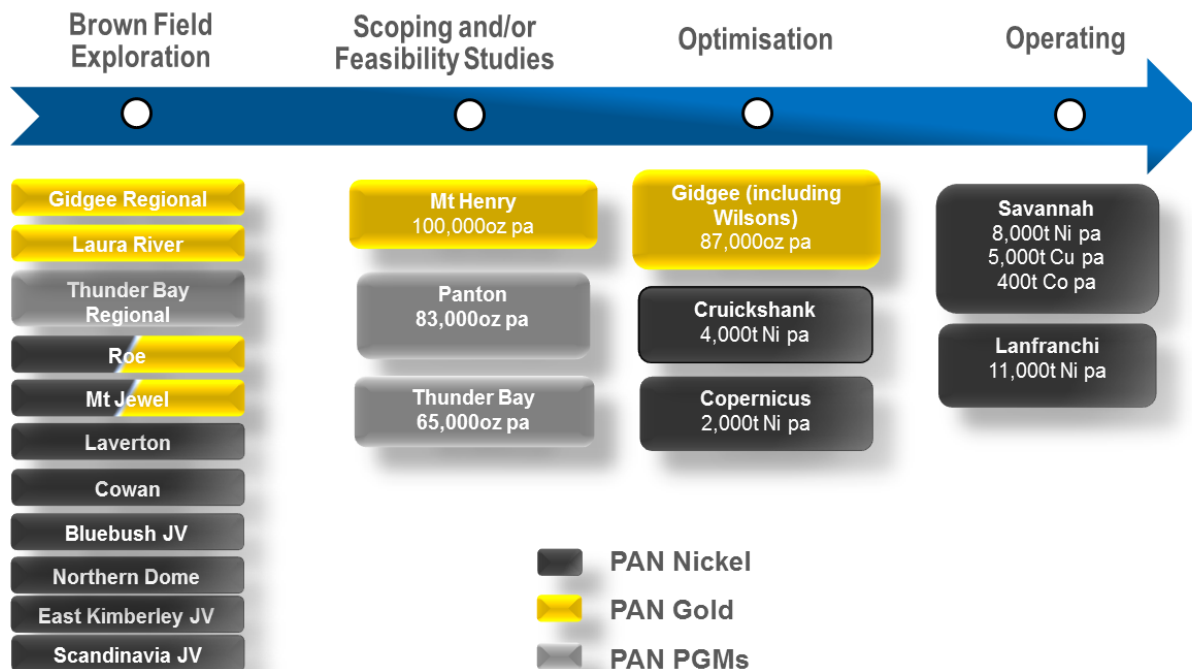 Brown Field
Exploration
Scoping and/or
Feasibility Studies
Optimisation
Operating
Gidgee Regional
Laura River
Thunder Bay
Regional
Roe
Mt Jewel
Laverton
Cowan
Bluebush JV
Northern Dome
East Kimberley JV
Scandinavia JV
Mt Henry
100,000oz pa
Panton
83,000oz pa
Thunder Bay
65,000oz pa
Gidgee (including
Wilsons)
87,000oz pa
Cruickshank
4,000t Ni pa
Copernicus
2,000t Ni pa
Savannah
8,000t Ni pa
5,000t Cu pa
400t Co pa
Lanfranchi
11,000t Ni pa
PAN Nickel
PAN Gold
PAN PGMs